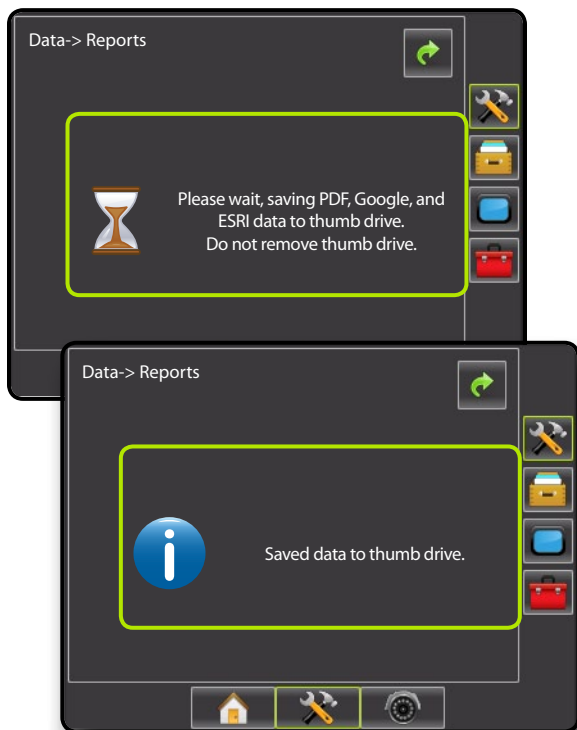 Data-> Reports
Please wait, saving PDF, Google, and
ESRI data to thumb drive.
Do not remove thumb drive.
Data-> Reports
i
Saved data to thumb drive.